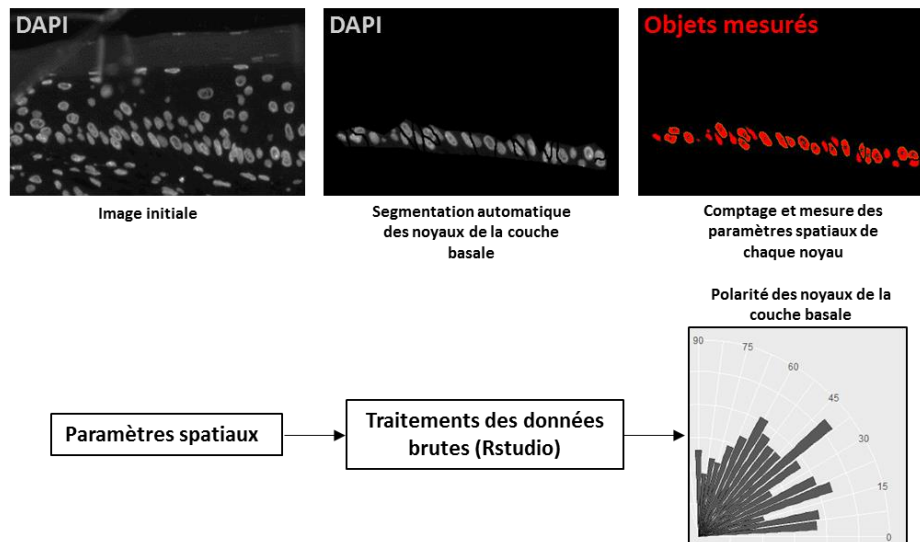 DAPI
DAPI
Objets mesurés
Image initiale
Segmentation automatique
des noyaux de la couche
basale
Comptage et mesure des
paramètres spatiaux de
chaque noyau
Polarité des noyaux de la
couche basale
Paramètres spatiaux
Traitements des données
brutes (Rstudio)
90
75
60
45
30
15
0